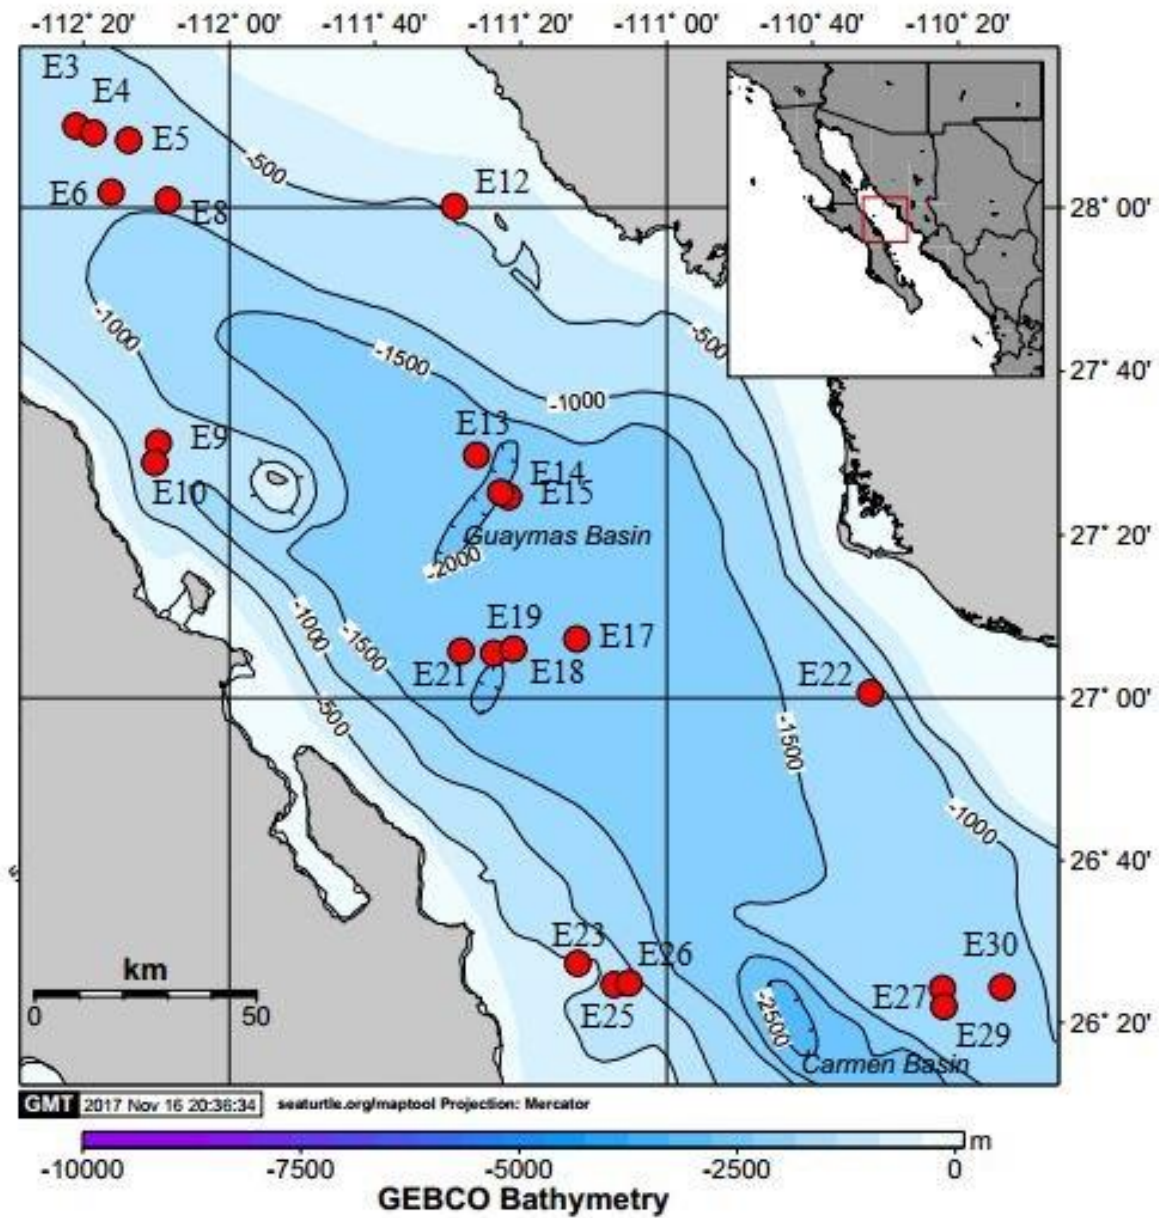 -112° 20' -112° 00' -111° 40' -111° 20' -111° 00' -110° 40' -110° 20'
E3
E4
E5
E6
E8
-500
E12
28° 00'
-1000
-1500
-1000
-500
27° 40'
E9
E10
E13
E14
E15
Guaymas Basin
-2000
27° 20'
-1000
-1500
E19
E17
E21
E18
E22
27° 00'
-500
-1500
-1000
26° 40'
E23
E26
E30
km
E25
E27
0 50
-2500
E29
26° 20'
Carmen Basin
GMT 2017 Nov 16 20:36:34 seaturtle.org/maptool Projection: Mercator
m
-10000 -7500 -5000 -2500 0
GEBCO Bathymetry